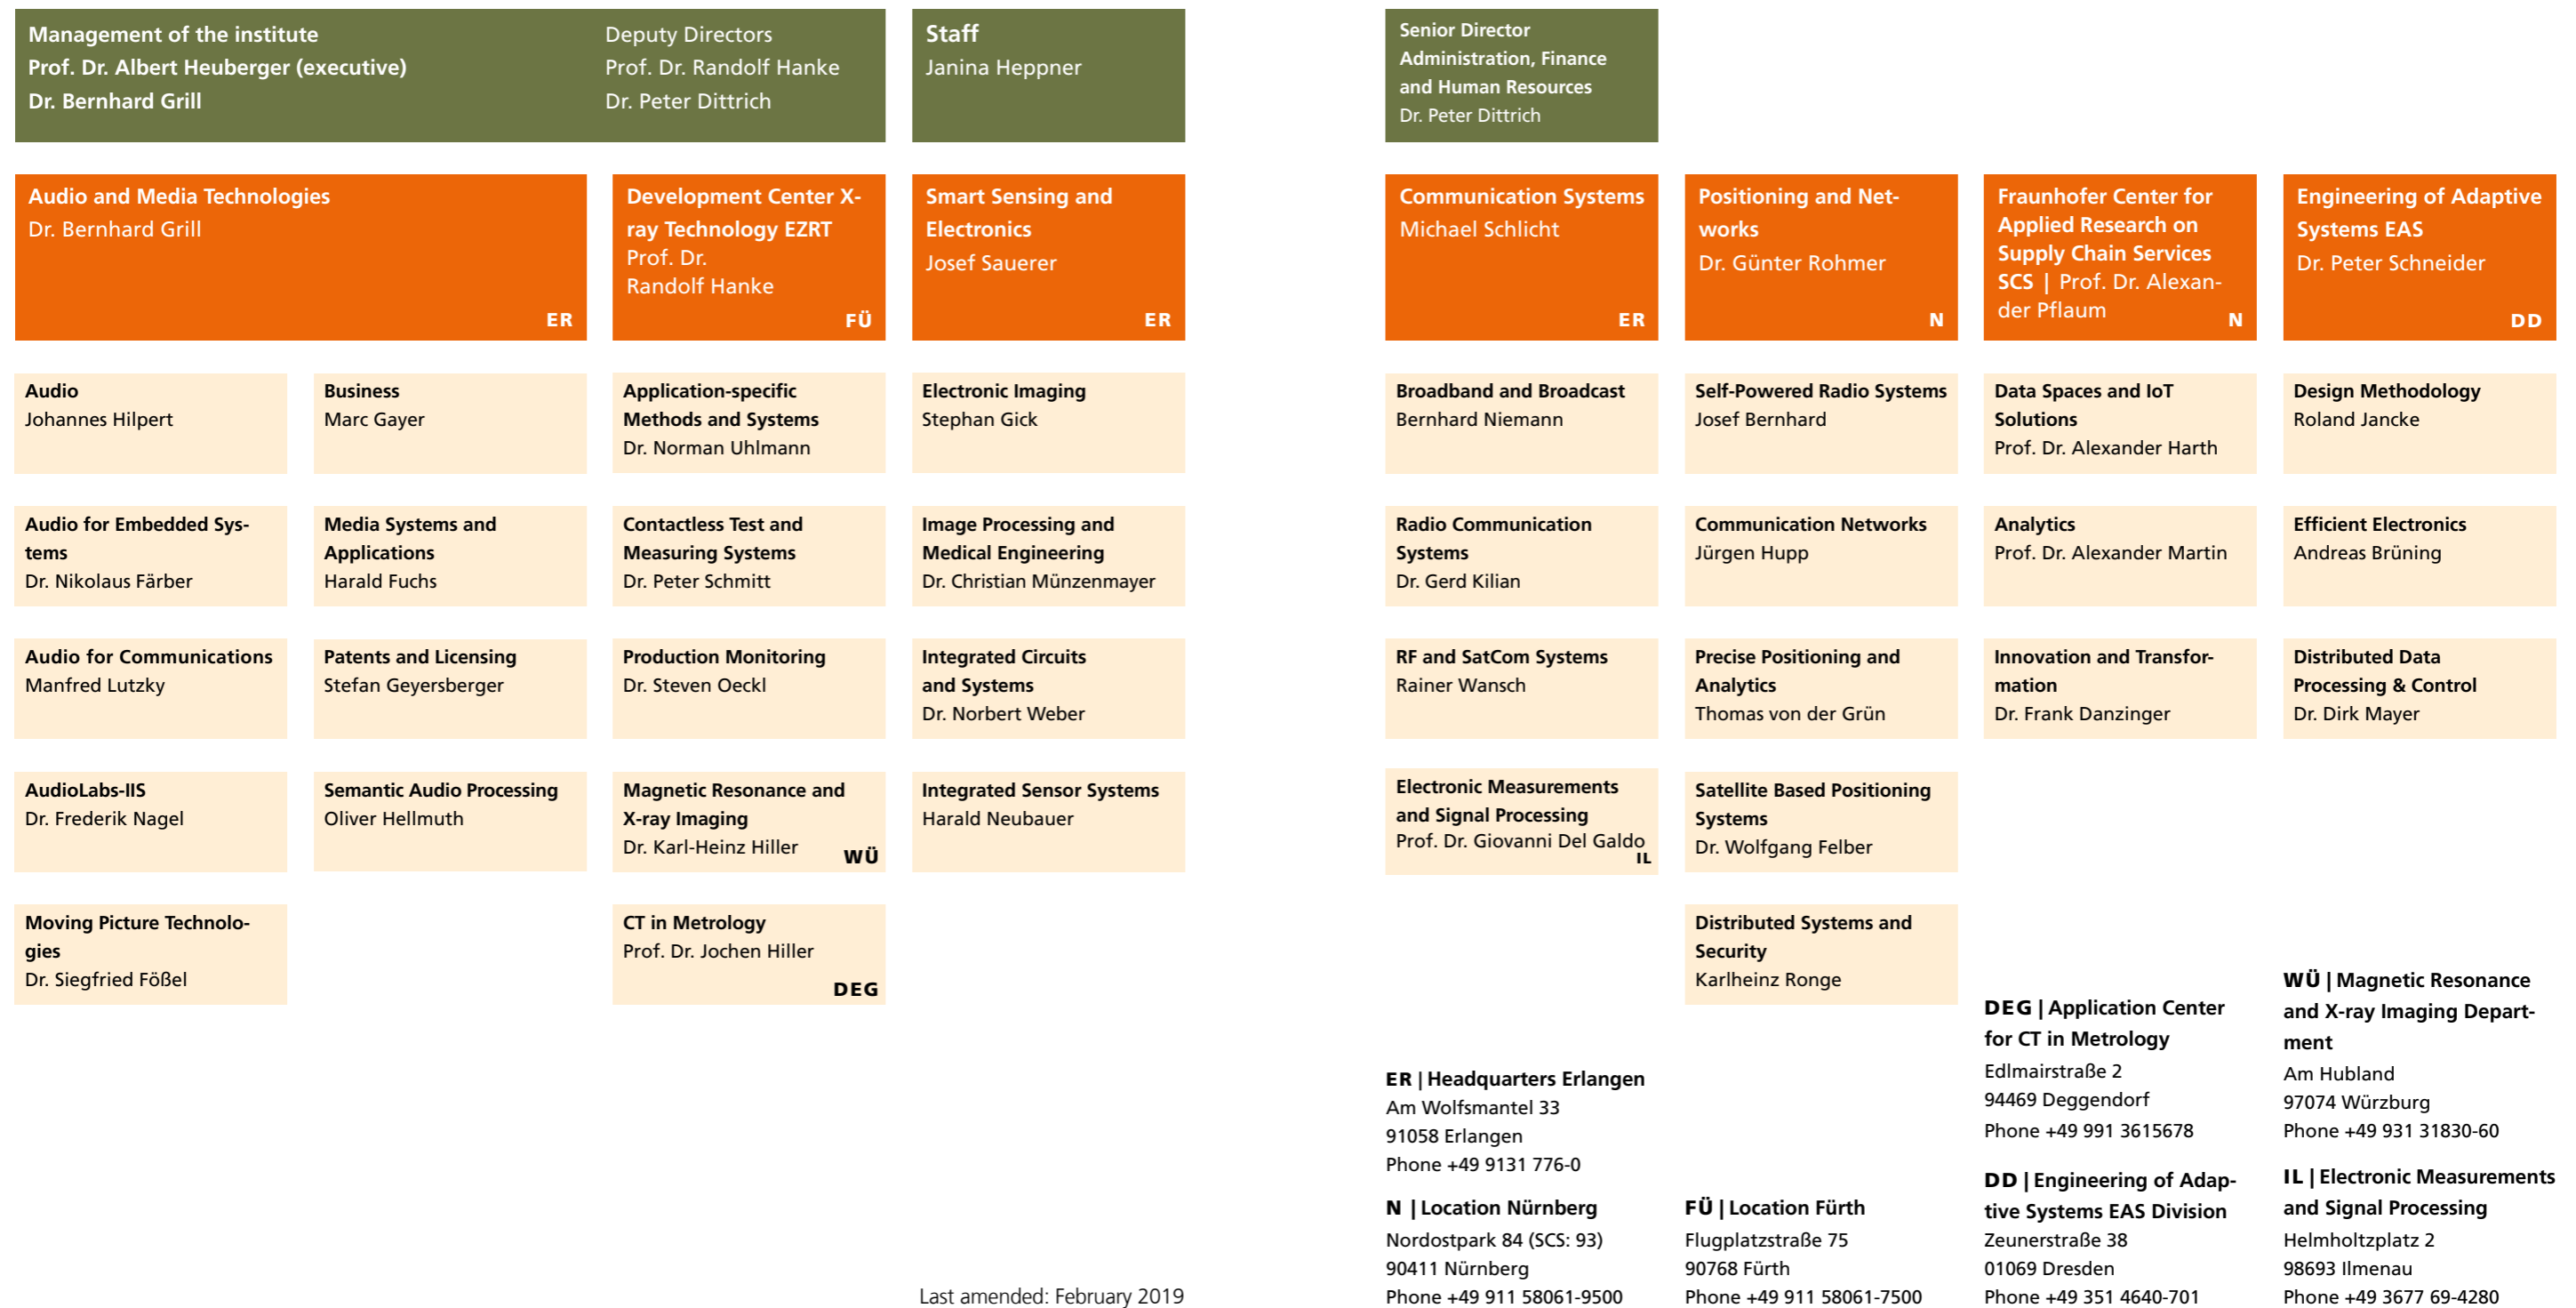 Management of the institute
Prof. Dr. Albert Heuberger (executive)
Dr. Bernhard Grill
Deputy Directors
Prof. Dr. Randolf Hanke
Dr. Peter Dittrich
Staff
Janina Heppner
Senior Director
Administration, Finance
and Human Resources
Dr. Peter Dittrich
Audio and Media Technologies
Dr. Bernhard Grill
ER
Development Center X-
ray Technology EZRT
Prof. Dr.
Randolf Hanke
FÜ
Smart Sensing and
Electronics
Josef Sauerer
ER
Communication Systems
Michael Schlicht
ER
Positioning and Net-
works
Dr. Günter Rohmer
N
Fraunhofer Center for
Applied Research on
Supply Chain Services
SCS | Prof. Dr. Alexan-
der Pflaum
N
Engineering of Adaptive
Systems EAS
Dr. Peter Schneider
DD
Audio
Johannes Hilpert
Business
Marc Gayer
Application-specific
Methods and Systems
Dr. Norman Uhlmann
Electronic Imaging
Stephan Gick
Broadband and Broadcast
Bernhard Niemann
Self-Powered Radio Systems
Josef Bernhard
Data Spaces and IoT
Solutions
Prof. Dr. Alexander Harth
Design Methodology
Roland Jancke
Audio for Embedded Sys-
tems
Dr. Nikolaus Färber
Media Systems and
Applications
Harald Fuchs
Contactless Test and
Measuring Systems
Dr. Peter Schmitt
Image Processing and
Medical Engineering
Dr. Christian Münzenmayer
Radio Communication
Systems
Dr. Gerd Kilian
Communication Networks
Jürgen Hupp
Analytics
Prof. Dr. Alexander Martin
Efficient Electronics
Andreas Brüning
Audio for Communications
Manfred Lutzky
Patents and Licensing
Stefan Geyersberger
Production Monitoring
Dr. Steven Oeckl
Integrated Circuits
and Systems
Dr. Norbert Weber
RF and SatCom Systems
Rainer Wansch
Precise Positioning and
Analytics
Thomas von der Grün
Innovation and Transfor-
mation
Dr. Frank Danzinger
Distributed Data
Processing & Control
Dr. Dirk Mayer
AudioLabs-IIS
Dr. Frederik Nagel
Semantic Audio Processing
Oliver Hellmuth
Magnetic Resonance and
X-ray Imaging
Dr. Karl-Heinz Hiller
WÜ
Integrated Sensor Systems
Harald Neubauer
Electronic Measurements
and Signal Processing
Prof. Dr. Giovanni Del Galdo
IL
Satellite Based Positioning
Systems
Dr. Wolfgang Felber
Moving Picture Technolo-
gies
Dr. Siegfried Fößel
CT in Metrology
Prof. Dr. Jochen Hiller
DEG
Distributed Systems and
Security
Karlheinz Ronge
ER | Headquarters Erlangen
Am Wolfsmantel 33
91058 Erlangen
Phone +49 9131 776-0
DEG | Application Center
for CT in Metrology
Edlmairstraße 2
94469 Deggendorf
Phone +49 991 3615678
WÜ | Magnetic Resonance
and X-ray Imaging Depart-
ment
Am Hubland
97074 Würzburg
Phone +49 931 31830-60
N | Location Nürnberg
Nordostpark 84 (SCS: 93)
90411 Nürnberg
Phone +49 911 58061-9500
FÜ | Location Fürth
Flugplatzstraße 75
90768 Fürth
Phone +49 911 58061-7500
DD | Engineering of Adap-
tive Systems EAS Division
Zeunerstraße 38
01069 Dresden
Phone +49 351 4640-701
IL | Electronic Measurements
and Signal Processing
Helmholtzplatz 2
98693 Ilmenau
Phone +49 3677 69-4280
Last amended: February 2019